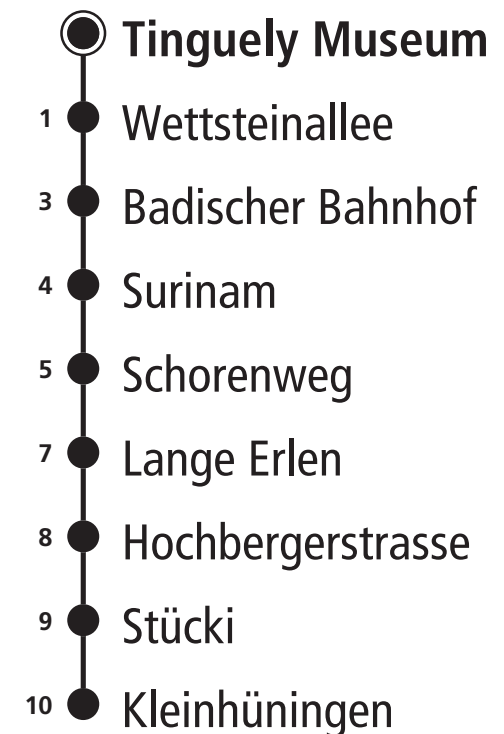 Tinguely Museum
1 Wettsteinallee
3 Badischer Bahnhof
4 Surinam
5 Schorenweg
7 Lange Erlen
8 Hochbergerstrasse
9 Stücki
10 Kleinhüningen